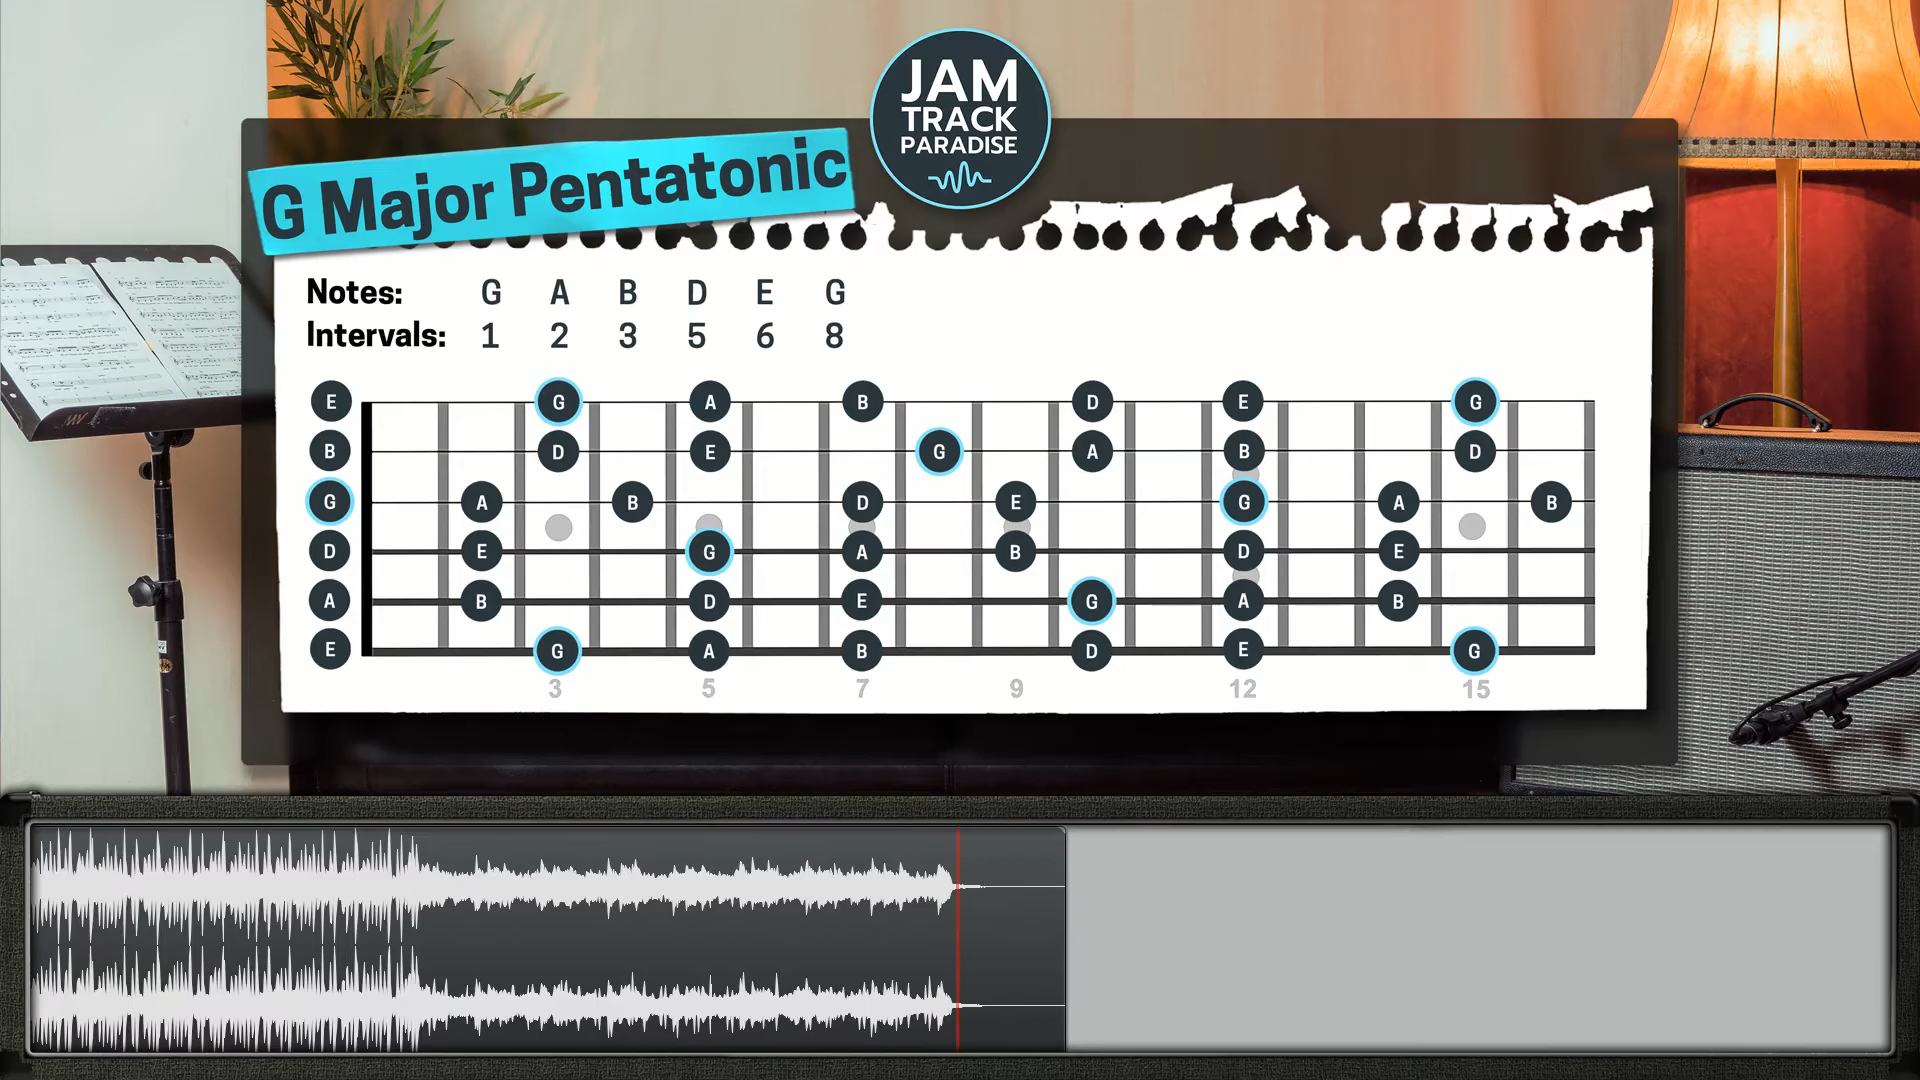 JAM
TRACK
PARADISE
G Major Pentatonic
Notes: G A B D E G
Intervals: 1 2 3 5 6 8
E G A B D E G
B D E G A B D
G A B D E G A B
D E G A B D E
A B D E G A B
E G A B D E G
3 5 7 9 12 15